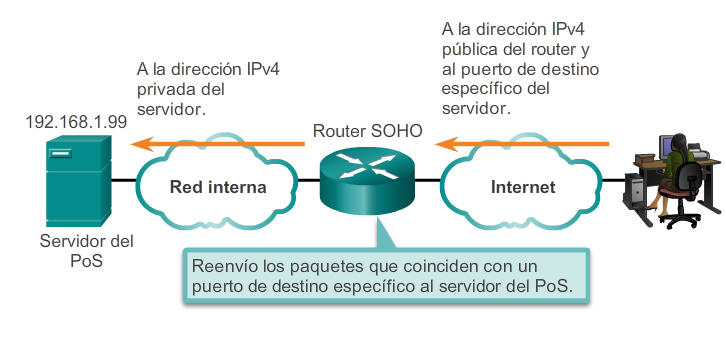 A la dirección IPv4
privada del
servidor.
A la dirección IPv4
pública del router y
al puerto de destino
específico del
servidor.
192.168.1.99
Router SOHO
Red interna
Internet
Servidor del
PoS
Reenvío los paquetes que coinciden con un
puerto de destino específico al servidor del PoS.